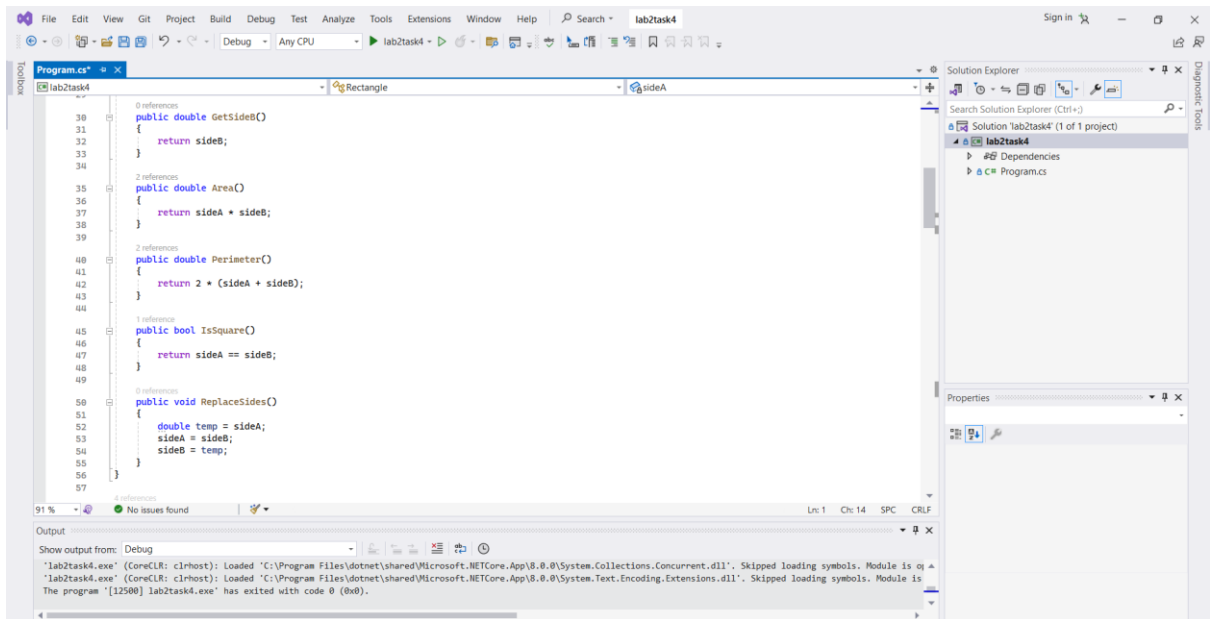 File Edit View Git Project Build Debug Test Analyze Tools Extensions Window Help Search lab2task4 Sign in
Debug Any CPU lab2task4
Toolbox
Program.cs*
lab2task4 Rectangle sideA
0 references
30 public double GetSideB()
31 {
32 return sideB;
33 }
34
2 references
35 public double Area()
36 {
37 return sideA * sideB;
38 }
39
2 references
40 public double Perimeter()
41 {
42 return 2 * (sideA + sideB);
43 }
44
1 reference
45 public bool IsSquare()
46 {
47 return sideA == sideB;
48 }
49
0 references
50 public void ReplaceSides()
51 {
52 double temp = sideA;
53 sideA = sideB;
54 sideB = temp;
55 }
56 }
57
4 references
91 % No issues found Ln: 1 Ch: 14 SPC CRLF
Output
Show output from: Debug
'lab2task4.exe' (CoreCLR: clrhost): Loaded 'C:\Program Files\dotnet\shared\Microsoft.NETCore.App\8.0.0\System.Collections.Concurrent.dll'. Skipped loading symbols. Module is
'lab2task4.exe' (CoreCLR: clrhost): Loaded 'C:\Program Files\dotnet\shared\Microsoft.NETCore.App\8.0.0\System.Text.Encoding.Extensions.dll'. Skipped loading symbols. Module is
The program '[12500] lab2task4.exe' has exited with code 0 (0x0).
Solution Explorer
Search Solution Explorer (Ctrl+;)
Solution 'lab2task4' (1 of 1 project)
lab2task4
Dependencies
C# Program.cs
Properties
Diagnostic Tools